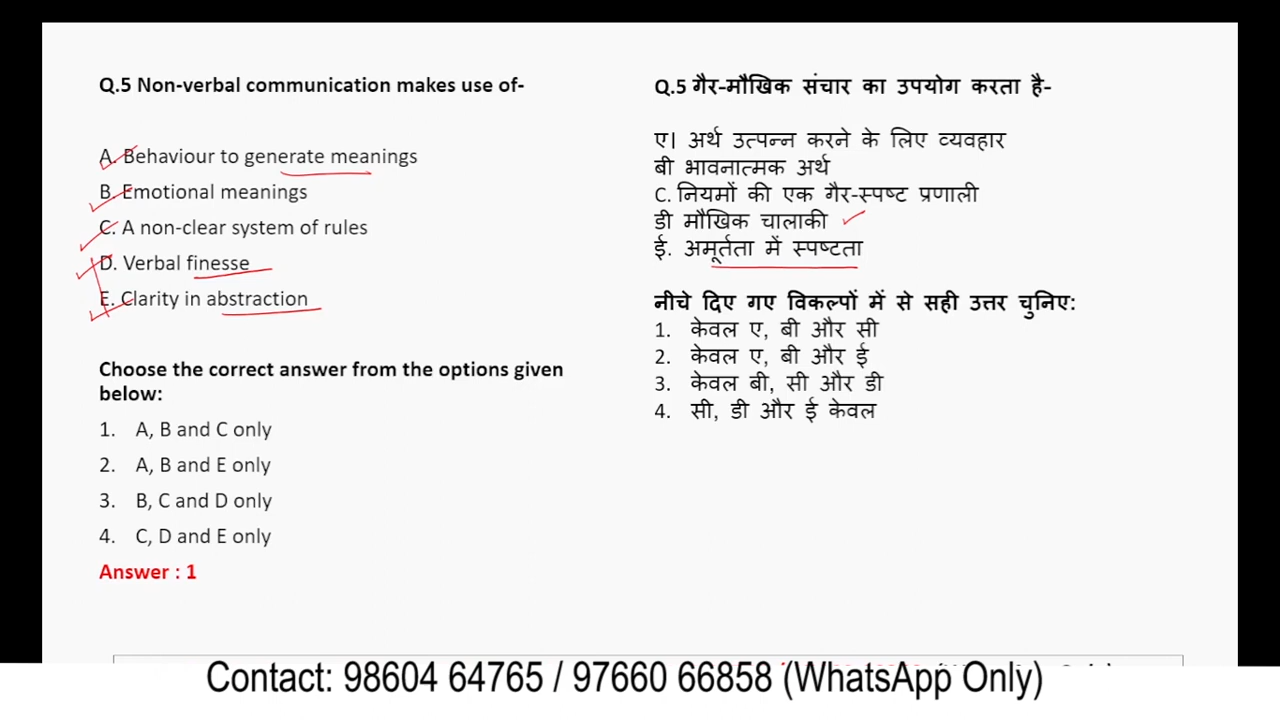 Q.5 Non-verbal communication makes use of-
A. Behaviour to generate meanings
B. Emotional meanings
C. A non-clear system of rules
D. Verbal finesse
E. Clarity in abstraction
Choose the correct answer from the options given
below:
1. A, B and C only
2. A, B and E only
3. B, C and D only
4. C, D and E only
Answer : 1
Q.5 गैर-मौखिक संचार का उपयोग करता है-
ए। अर्थ उत्पन्न करने के लिए व्यवहार
बी भावनात्मक अर्थ
C. नियमों की एक गैर-स्पष्ट प्रणाली
डी मौखिक चालाकी
ई. अमूर्तता में स्पष्टता
नीचे दिए गए विकल्पों में से सही उत्तर चुनिए:
1. केवल ए, बी और सी
2. केवल ए, बी और ई
3. केवल बी, सी और डी
4. सी, डी और ई केवल
Contact: 98604 64765 / 97660 66858 (WhatsApp Only)